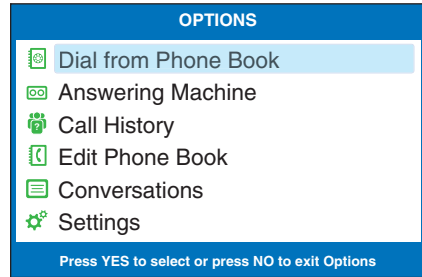 OPTIONS
Dial from Phone Book
Answering Machine
Call History
Edit Phone Book
Conversations
Settings
Press YES to select or press NO to exit Options